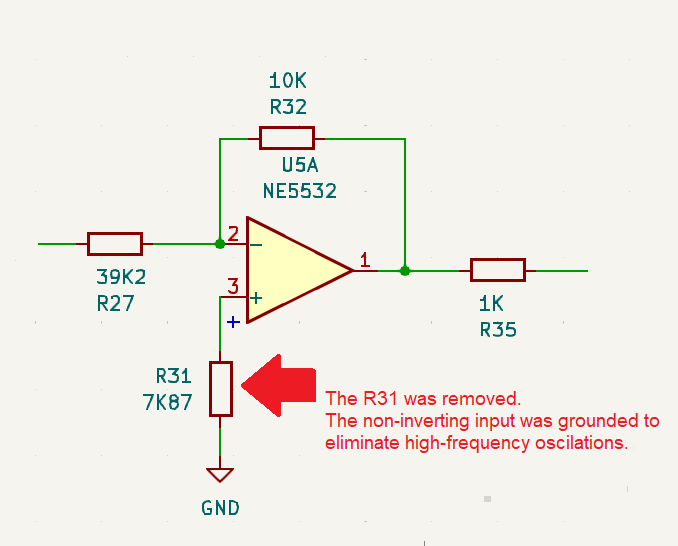 10K
R32
U5A
NE5532
2
−
1
39K2
R27
3
+
+
1K
R35
R31
7K87
The R31 was removed.
The non-inverting input was grounded to
eliminate high-frequency oscilations.
GND